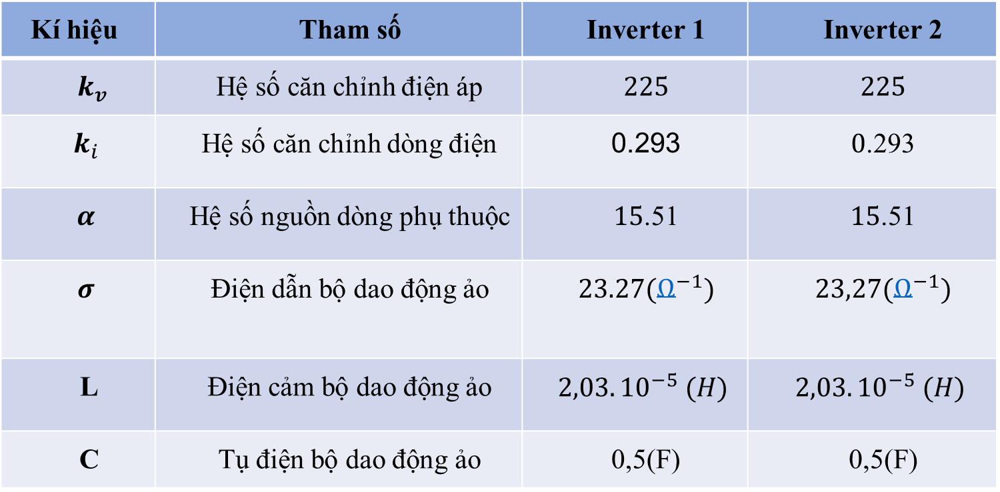 Kí hiệu Tham số Inverter 1 Inverter 2
𝒌𝒗 Hệ số căn chỉnh điện áp 225 225
𝒌𝑖 Hệ số căn chỉnh dòng điện 0.293 0.293
𝜶 Hệ số nguồn dòng phụ thuộc 15.51 15.51
𝝈 Điện dẫn bộ dao động ảo 23.27(Ω⁻¹) 23,27(Ω⁻¹)
L Điện cảm bộ dao động ảo 2,03. 10⁻⁵ (𝐻) 2,03. 10⁻⁵ (𝐻)
C Tụ điện bộ dao động ảo 0,5(F) 0,5(F)